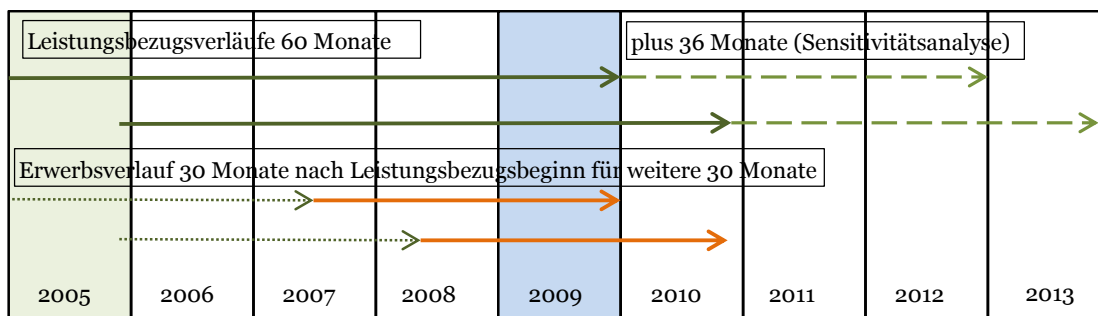 Leistungsbezugsverläufe 60 Monate
plus 36 Monate (Sensitivitätsanalyse)
Erwerbsverlauf 30 Monate nach Leistungsbezugsbeginn für weitere 30 Monate
2005 2006 2007 2008 2009 2010 2011 2012 2013